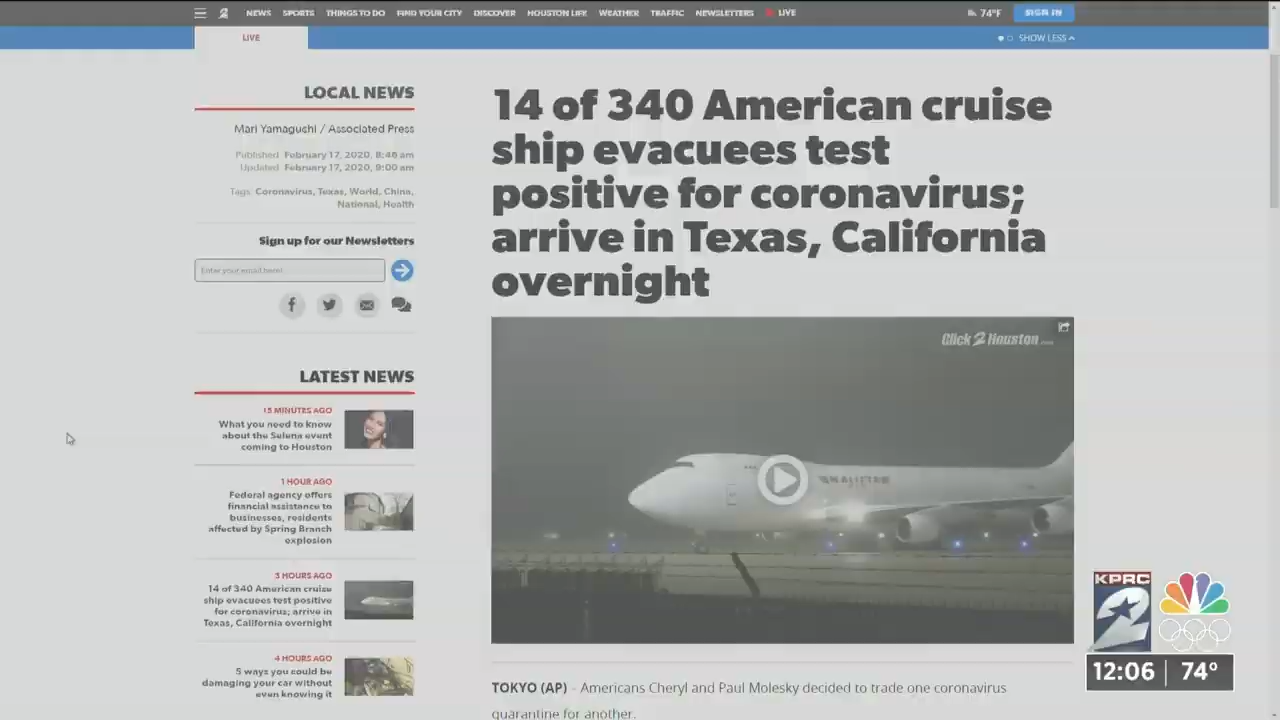 NEWS SPORTS THINGS TO DO FIND YOUR CITY DISCOVER HOUSTON LIFE WEATHER TRAFFIC NEWSLETTERS LIVE 74°F SIGN IN
LIVE
SHOW LESS
LOCAL NEWS
Mari Yamagushi / Associated Press
Published: February 17, 2020, 8:46 am
Updated: February 17, 2020, 9:00 am
Tags: Coronavirus, Texas, World, China,
National, Health
Sign up for our Newsletters
Enter your email here!
LATEST NEWS
15 MINUTES AGO
What you need to know
about the Selena event
coming to Houston
1 HOUR AGO
Federal agency offers
financial assistance to
businesses, residents
affected by Spring Branch
explosion
3 HOURS AGO
14 of 340 American cruise
ship evacuees test positive
for coronavirus; arrive in
Texas, California overnight
4 HOURS AGO
5 ways you could be
damaging your car without
even knowing it
14 of 340 American cruise
ship evacuees test
positive for coronavirus;
arrive in Texas, California
overnight
Click 2 Houston.com
TOKYO (AP) – Americans Cheryl and Paul Molesky decided to trade one coronavirus
quarantine for another.
KPRC
2
12:06 | 74°